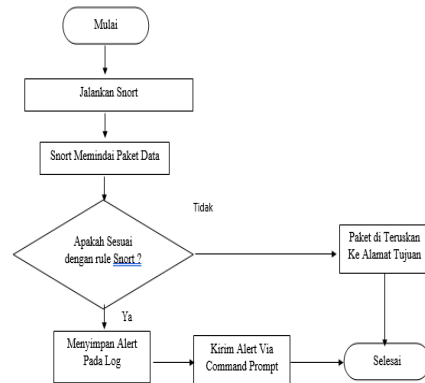 Mulai
Jalankan Snort
Snort Memindai Paket Data
Tidak
Apakah Sesuai
dengan rule Snort ?
Paket di Teruskan
Ke Alamat Tujuan
Ya
Menyimpan Alert
Pada Log
Kirim Alert Via
Command Prompt
Selesai